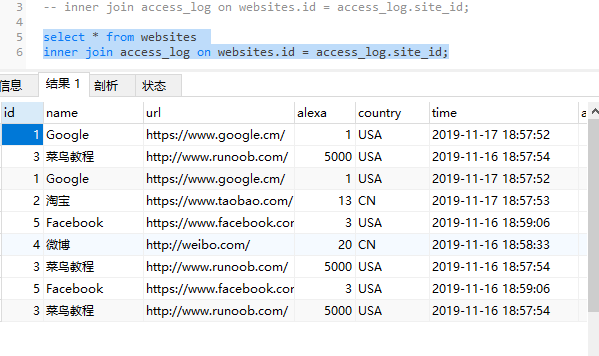 3 -- inner join access_log on websites.id = access_log.site_id;
4
5 select * from websites
6 inner join access_log on websites.id = access_log.site_id;
信息 结果 1 剖析 状态
id name url alexa country time a
1 Google https://www.google.cm/ 1 USA 2019-11-17 18:57:52
3 菜鸟教程 http://www.runoob.com/ 5000 USA 2019-11-16 18:57:54
1 Google https://www.google.cm/ 1 USA 2019-11-17 18:57:52
2 淘宝 https://www.taobao.com/ 13 CN 2019-11-17 18:57:53
5 Facebook https://www.facebook.com 3 USA 2019-11-16 18:59:06
4 微博 http://weibo.com/ 20 CN 2019-11-16 18:58:33
3 菜鸟教程 http://www.runoob.com/ 5000 USA 2019-11-16 18:57:54
5 Facebook https://www.facebook.com 3 USA 2019-11-16 18:59:06
3 菜鸟教程 http://www.runoob.com/ 5000 USA 2019-11-16 18:57:54